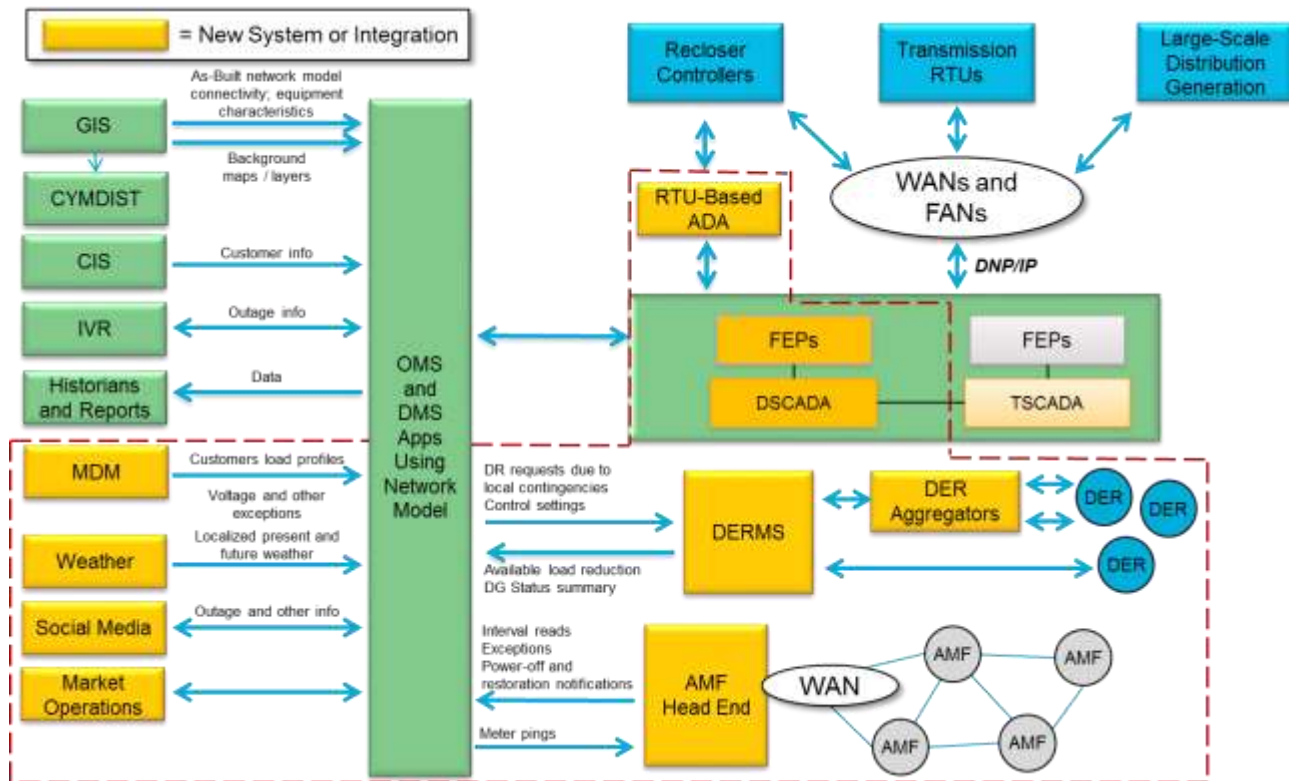 = New System or Integration
As-Built network model
connectivity; equipment
characteristics
GIS
Background
maps / layers
CYMDIST
CIS
Customer info
IVR
Outage info
Historians
and Reports
Data
MDM
Customers load profiles
Voltage and other
exceptions
Weather
Localized present and
future weather
Social Media
Outage and other info
Market
Operations
OMS
and
DMS
Apps
Using
Network
Model
Recloser
Controllers
Transmission
RTUs
Large-Scale
Distribution
Generation
RTU-Based
ADA
WANs and
FANs
DNP/IP
FEPs
FEPs
DSCADA
TSCADA
DR requests due to
local contingencies
Control settings
Available load reduction
DG Status summary
DERMS
DER
Aggregators
DER
DER
DER
Interval reads
Exceptions
Power-off and
restoration notifications
Meter pings
AMF
Head End
WAN
AMF
AMF
AMF
AMF